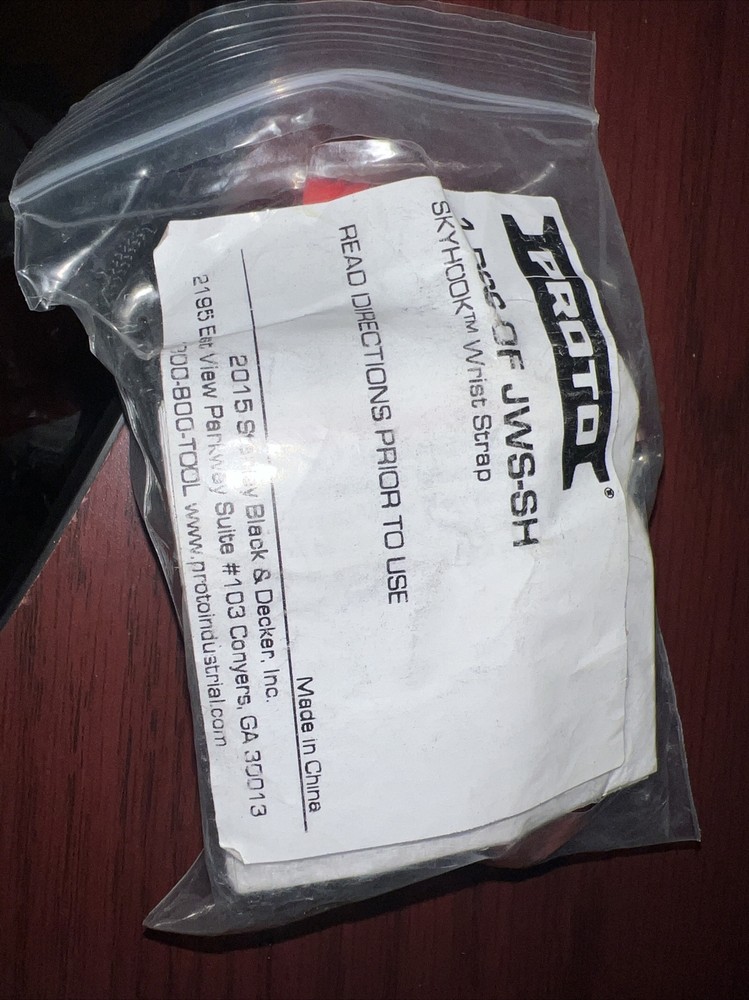 PROTO®
OF JWS-SH
SKYHOOK™ Wrist Strap
READ DIRECTIONS PRIOR TO USE
Made in China
2015 Black & Decker, Inc.
2195 View Parkway Suite #103 Conyers, GA 30013
800-TOOL www.protoindustrial.com